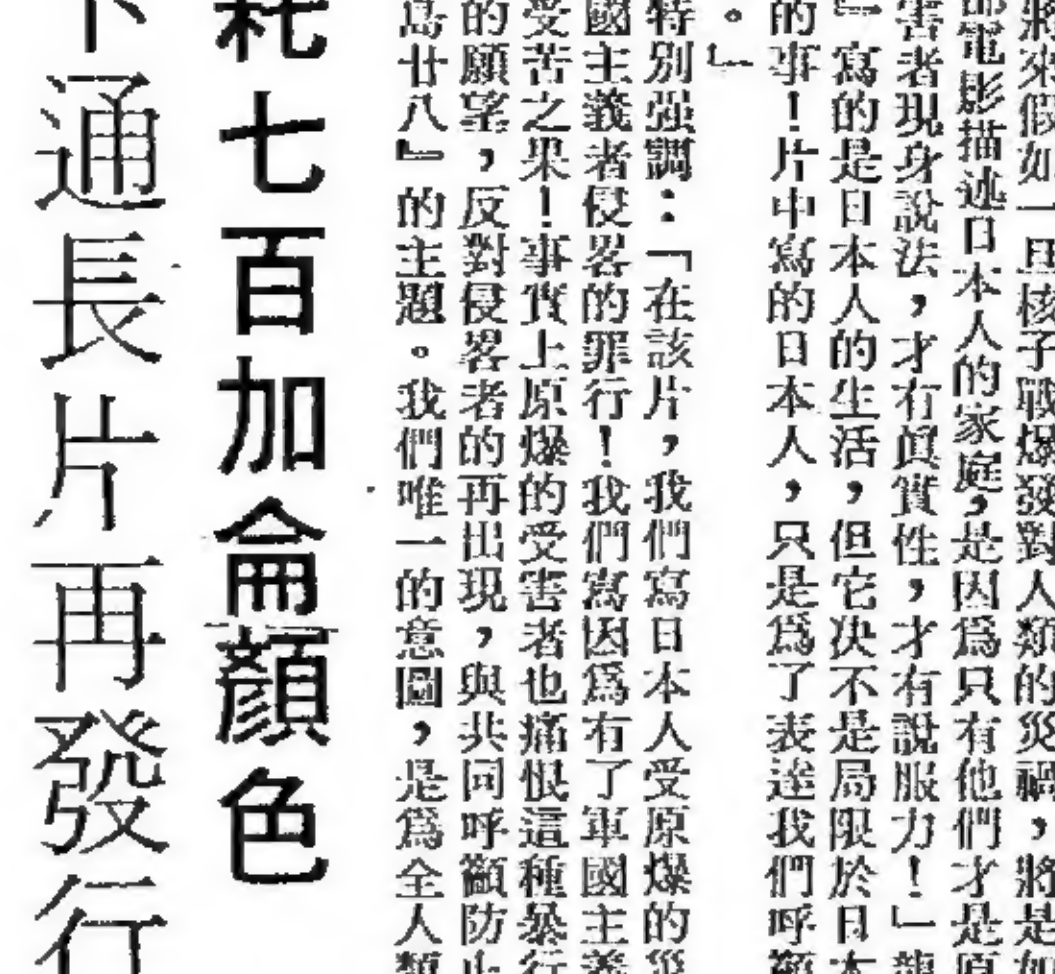 將來假如一旦核子戰爆發對人類的災禍，將是如
部電影描述日本人的家庭，是因爲只有他們才是原
害者現身說法，才有眞實性，才有說服力！」龍
』寫的是日本人的生活，但它决不是局限於日本
的事！片中寫的日本人，只是爲了表達我們呼籲
。」
特別强調：「在該片，我們寫日本人受原爆的災
國主義者侵畧的罪行！我們寫因爲有了軍國主義
受苦之果！事實上原爆的受害者也痛恨這種暴行
的願望，反對侵畧者的再出現，與共同呼籲防止
島廿八』的主題。我們唯一的意圖，是爲全人類
耗七百加侖顏色
卡通長片再發行